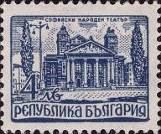 СОФИЙСКИ НАРОДЕН ТЕАТЪР
4 ЛВ
РЕПУБЛИКА БЪЛГАРИЯ